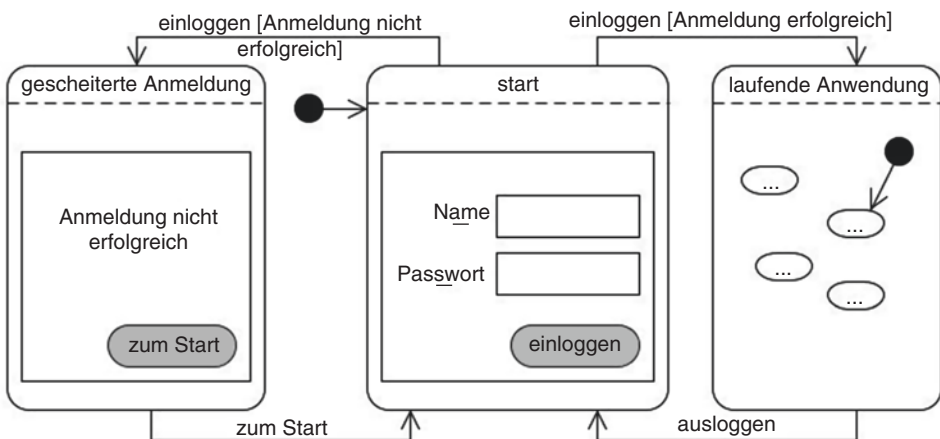 einloggen [Anmeldung nicht
erfolgreich]
einloggen [Anmeldung erfolgreich]
gescheiterte Anmeldung
start
laufende Anwendung
Anmeldung nicht
erfolgreich
zum Start
Name
Passwort
einloggen
...
...
...
...
zum Start
ausloggen